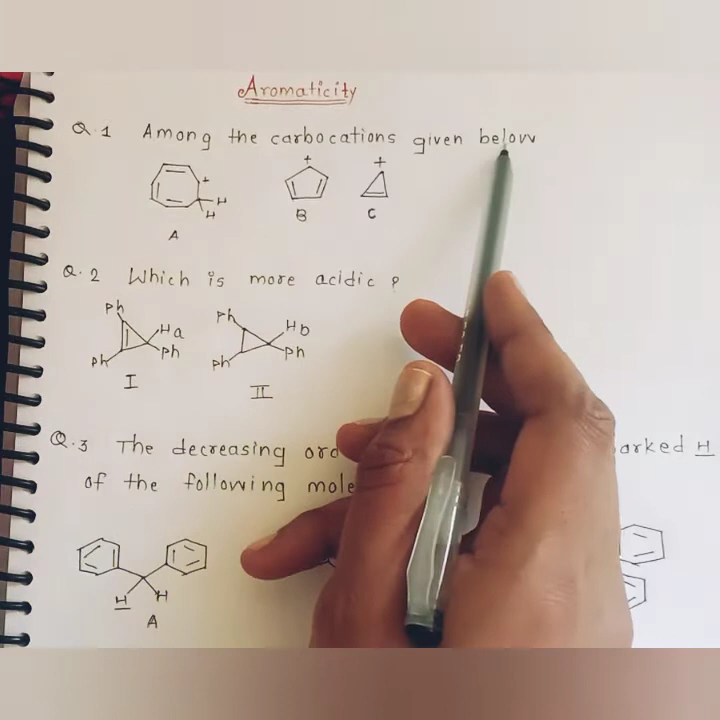 Aromaticity
Q.1 Among the carbocations given below
+ + +
H
H
A B C
Q.2 Which is more acidic ?
Ph Ha Ph Ph
Ph Hb Ph Ph
I II
Q.3 The decreasing arked H
of the following
H H
A